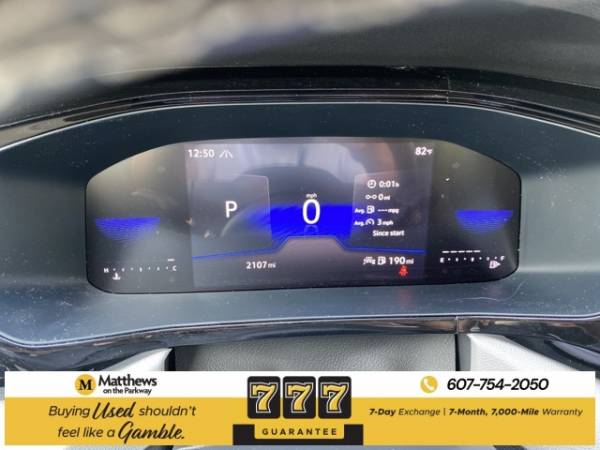 12:50
82°F
P
0
mph
0:01h
0mi
Avg. --- mpg
Avg. 3 mph
Since start
H C
2107 mi
190 mi
E F
Matthews
on the Parkway
Buying Used shouldn't
feel like a Gamble.
777
GUARANTEE
607-754-2050
7-Day Exchange | 7-Month, 7,000-Mile Warranty